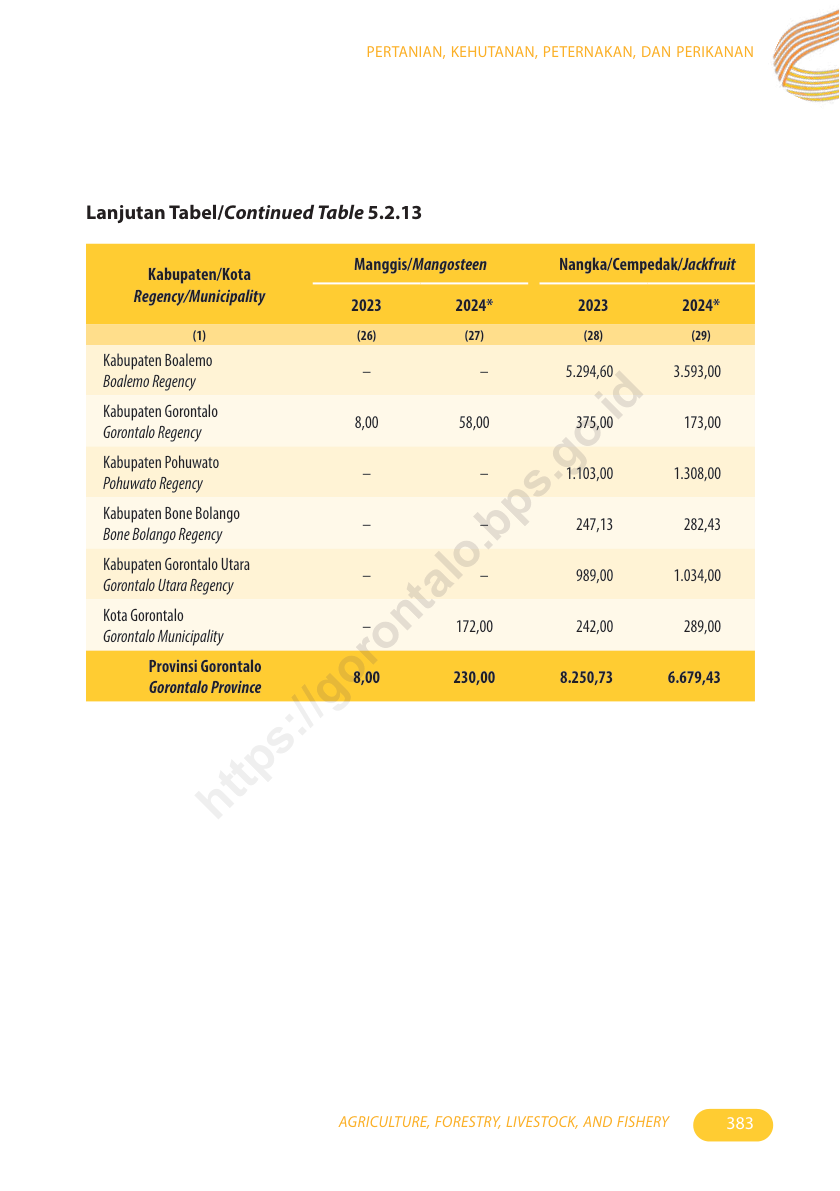 PERTANIAN, KEHUTANAN, PETERNAKAN, DAN PERIKANAN
Lanjutan Tabel/Continued Table 5.2.13
Kabupaten/Kota
Regency/Municipality
Manggis/Mangosteen Nangka/Cempedak/Jackfruit
2023 2024* 2023 2024*
(1) (26) (27) (28) (29)
Kabupaten Boalemo
Boalemo Regency
– – 5.294,60 3.593,00
Kabupaten Gorontalo
Gorontalo Regency
8,00 58,00 375,00 173,00
Kabupaten Pohuwato
Pohuwato Regency
– – 1.103,00 1.308,00
Kabupaten Bone Bolango
Bone Bolango Regency
– – 247,13 282,43
Kabupaten Gorontalo Utara
Gorontalo Utara Regency
– – 989,00 1.034,00
Kota Gorontalo
Gorontalo Municipality
– 172,00 242,00 289,00
Provinsi Gorontalo
Gorontalo Province
8,00 230,00 8.250,73 6.679,43
https://gorontalo.bps.go.id
AGRICULTURE, FORESTRY, LIVESTOCK, AND FISHERY 383